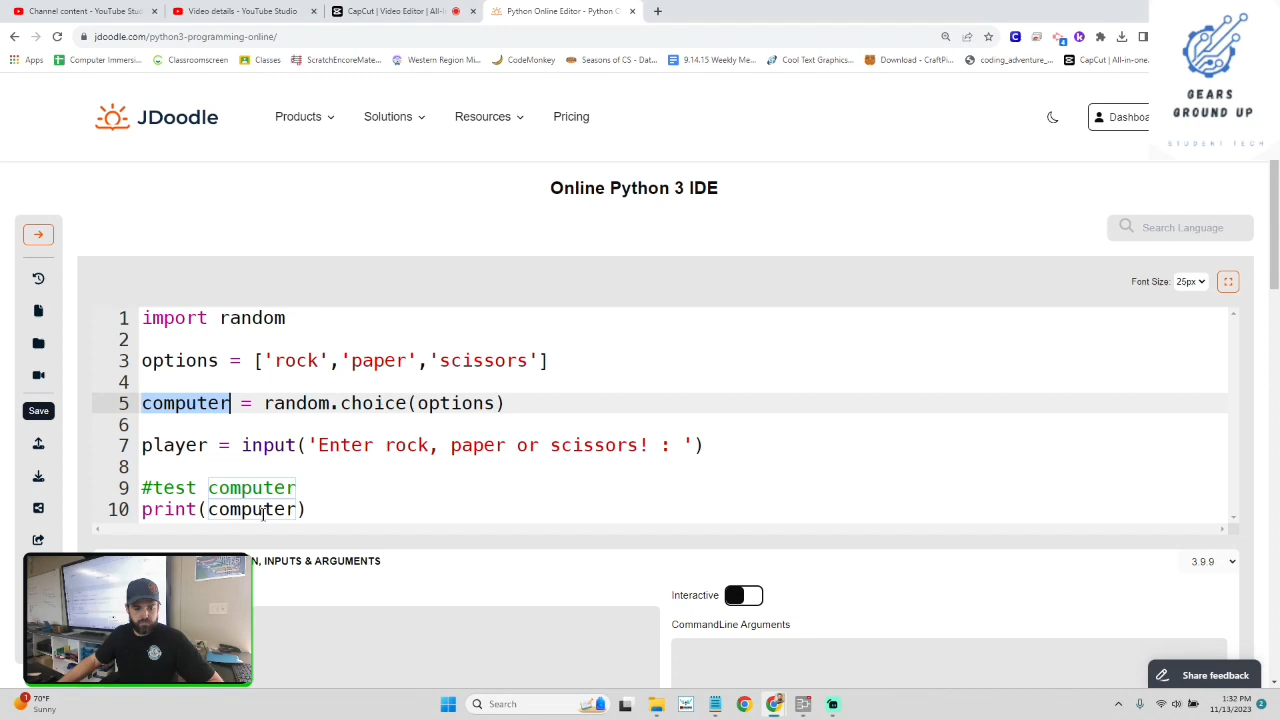 Channel content - YouTube Stu
Video details - YouTube Studio
CapCut | Video Editor | All-i
Python Online Editor - Python C
jdoodle.com/python3-programming-online/
Apps
Computer Immersi...
Classroomscreen
Classes
ScratchEncoreMate...
Western Region Mi...
CodeMonkey
Seasons of CS - Dat...
9.14.15 Weekly Me...
Cool Text Graphics...
Download - CraftPi...
coding_adventure_...
CapCut | All-in-one...
GEARS
GROUND UP
STUDENT TECH
JDoodle
Products
Solutions
Resources
Pricing
Dashboa
Online Python 3 IDE
Search Language
Font Size: 25px
Save
1 import random
2
3 options = ['rock','paper','scissors']
4
5 computer = random.choice(options)
6
7 player = input('Enter rock, paper or scissors! : ')
8
9 #test computer
10 print(computer)
N, INPUTS & ARGUMENTS
3.9.9
Interactive
CommandLine Arguments
Share feedback
70°F
Sunny
Search
1:32 PM
11/13/2023